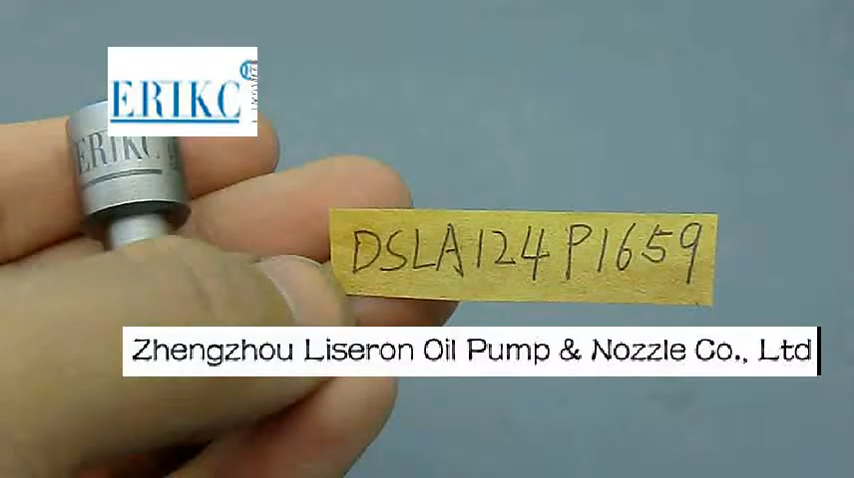 ERIKC
ERIKC
DSLA124P1659
Zhengzhou Liseron Oil Pump & Nozzle Co., Ltd